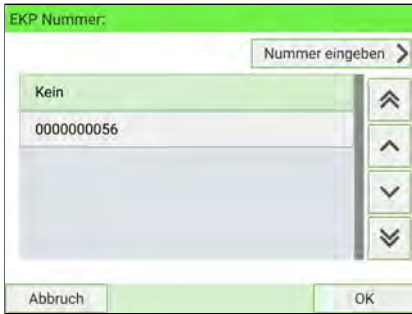 EKP Nummer:
Nummer eingeben
Kein
0000000056
Abbruch
OK